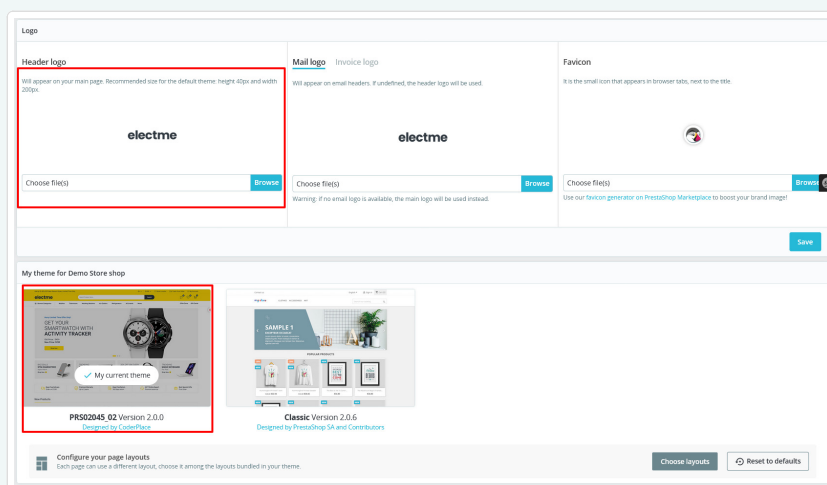 Logo
Header logo
Will appear on your main page. Recommended size for the default theme: height 40px and width
200px.
electme
Choose file(s) Browse
Mail logo Invoice logo
Will appear on email headers. If undefined, the header logo will be used.
electme
Choose file(s) Browse
Warning: if no email logo is available, the main logo will be used instead.
Favicon
It is the small icon that appears in browser tabs, next to the title.
Choose file(s) Browse
Use our favicon generator on PrestaShop Marketplace to boost your brand image!
Save
My theme for Demo Store shop
electme
GET YOUR
SMARTWATCH WITH
ACTIVITY TRACKER
My current theme
PRS02045_02 Version 2.0.0
Designed by CoderPlace
SAMPLE 1
POPULAR PRODUCTS
Classic Version 2.0.6
Designed by PrestaShop SA and Contributors
Configure your page layouts
Each page can use a different layout, choose it among the layouts bundled in your theme.
Choose layouts
Reset to defaults